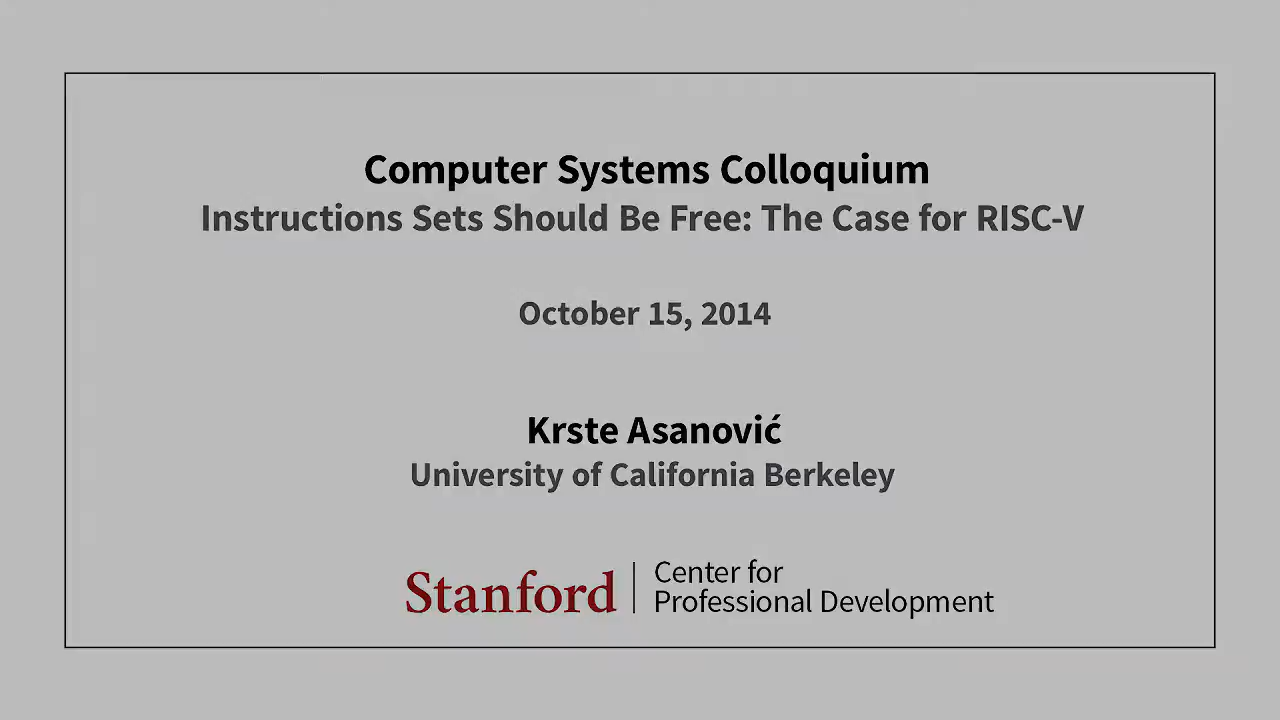 Computer Systems Colloquium
Instructions Sets Should Be Free: The Case for RISC-V
October 15, 2014
Krste Asanović
University of California Berkeley
Stanford | Center for
Professional Development